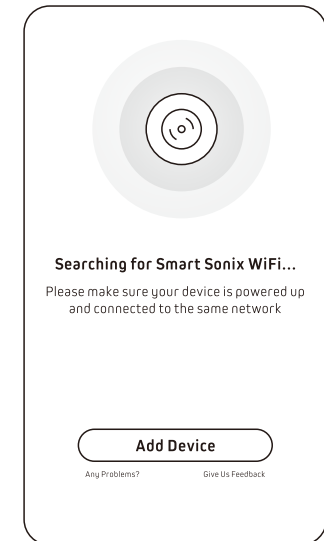 Searching for Smart Sonix WiFi...
Please make sure your device is powered up
and connected to the same network
Add Device
Any Problems? Give Us Feedback